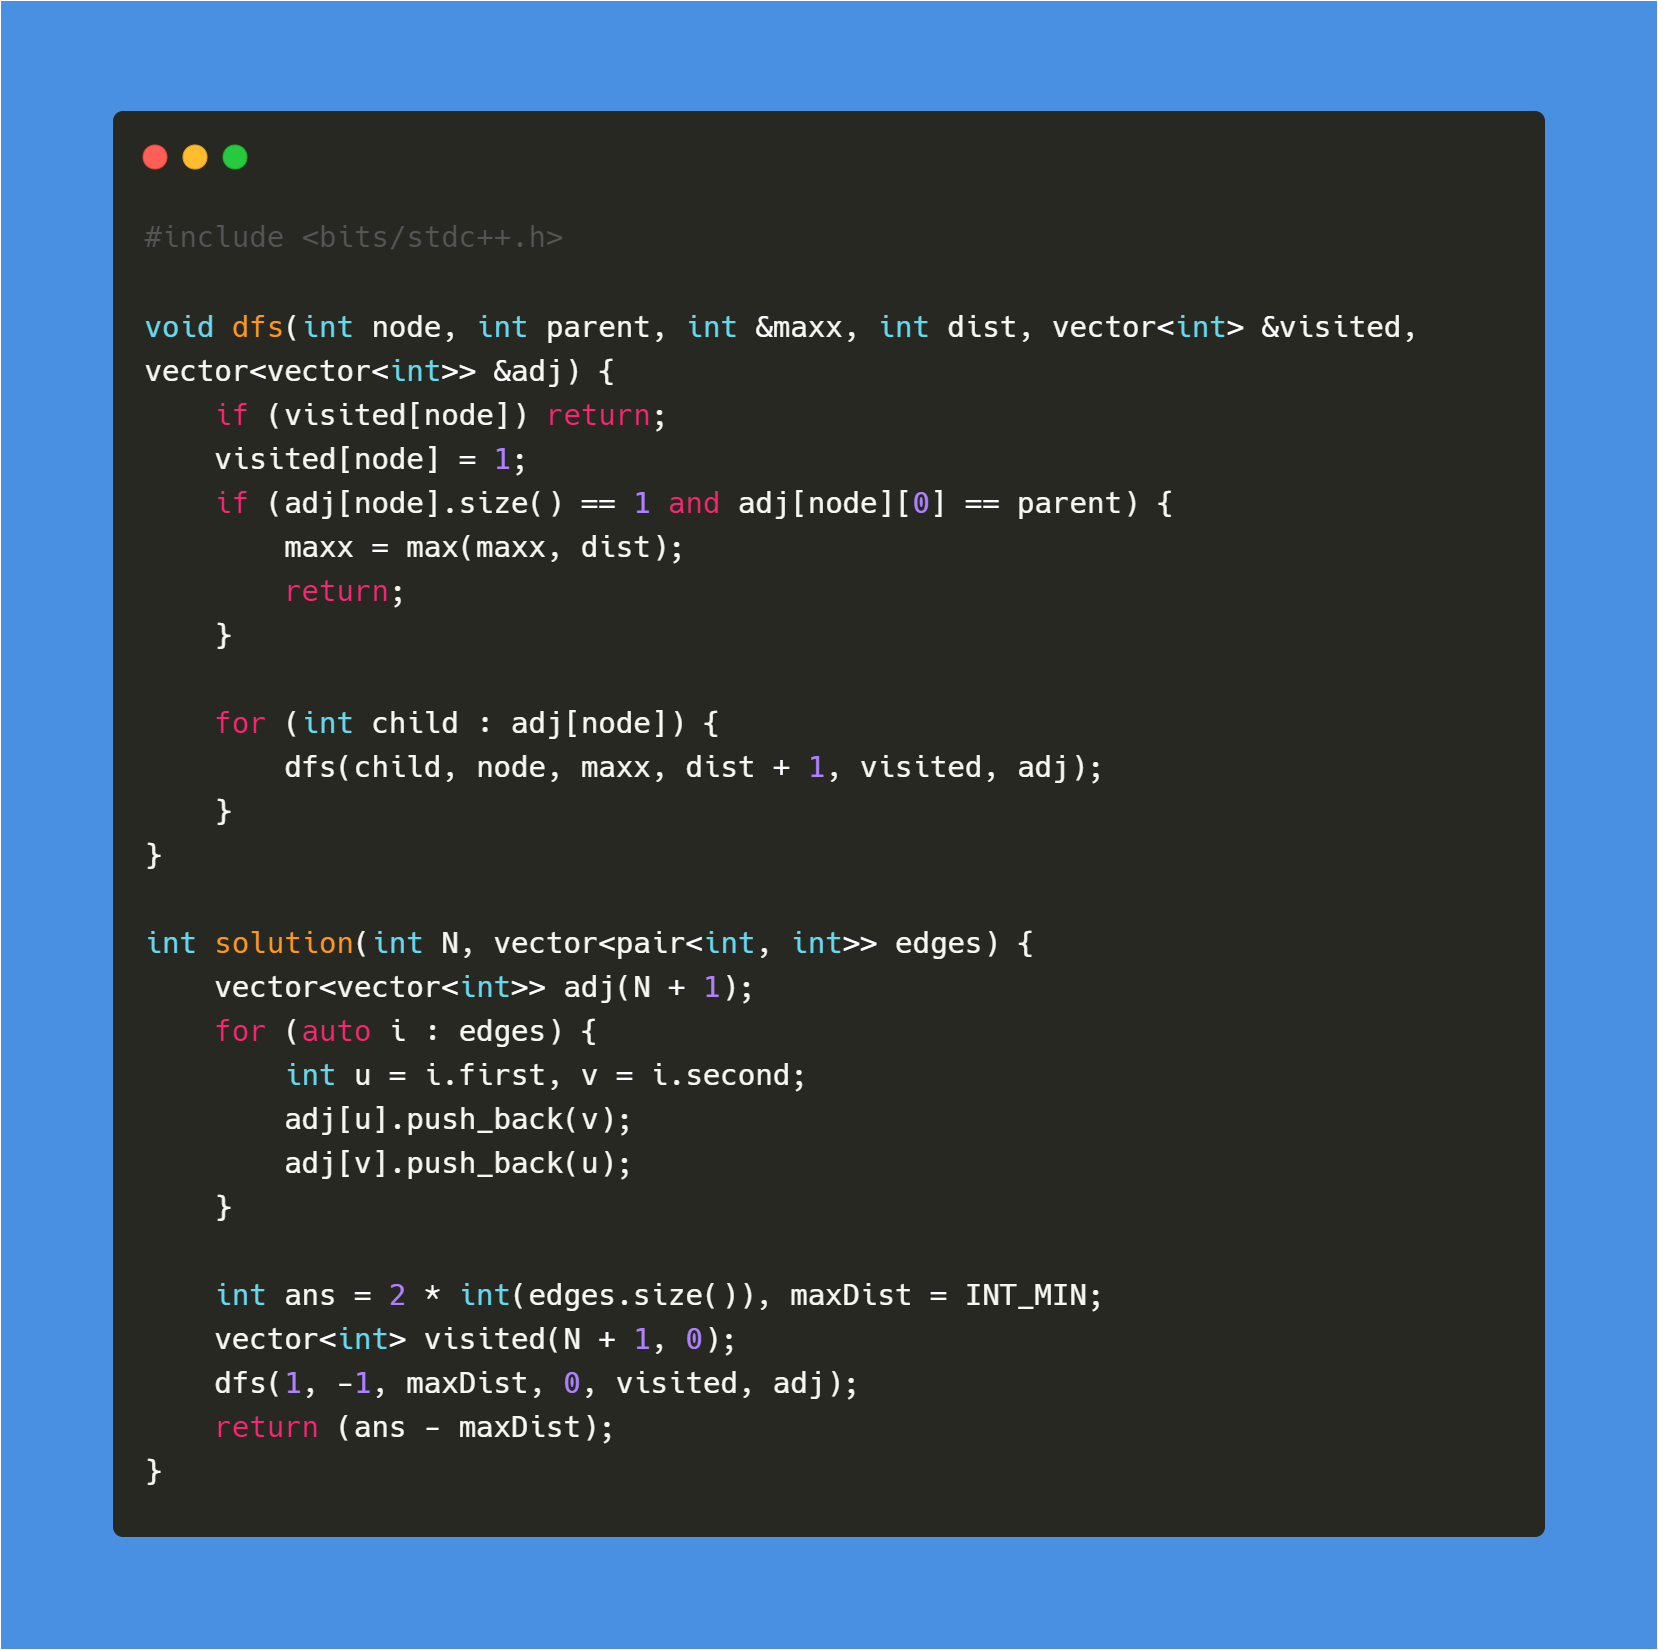 #include <bits/stdc++.h>

void dfs(int node, int parent, int &maxx, int dist, vector<int> &visited,
vector<vector<int>> &adj) {
    if (visited[node]) return;
    visited[node] = 1;
    if (adj[node].size() == 1 and adj[node][0] == parent) {
        maxx = max(maxx, dist);
        return;
    }

    for (int child : adj[node]) {
        dfs(child, node, maxx, dist + 1, visited, adj);
    }
}

int solution(int N, vector<pair<int, int>> edges) {
    vector<vector<int>> adj(N + 1);
    for (auto i : edges) {
        int u = i.first, v = i.second;
        adj[u].push_back(v);
        adj[v].push_back(u);
    }

    int ans = 2 * int(edges.size()), maxDist = INT_MIN;
    vector<int> visited(N + 1, 0);
    dfs(1, -1, maxDist, 0, visited, adj);
    return (ans - maxDist);
}